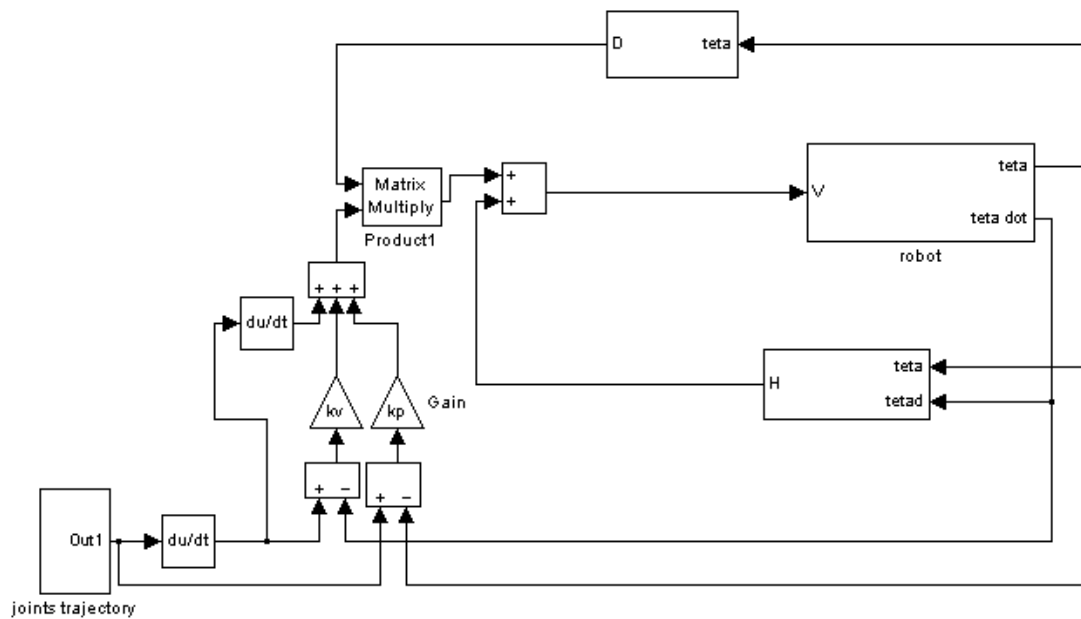 D teta
Matrix
Multiply
Product1
+
+
V
teta
teta dot
robot
+ + +
du/dt
H
teta
tetad
kv
kp
Gain
+ −
+ −
Out1
du/dt
joints trajectory